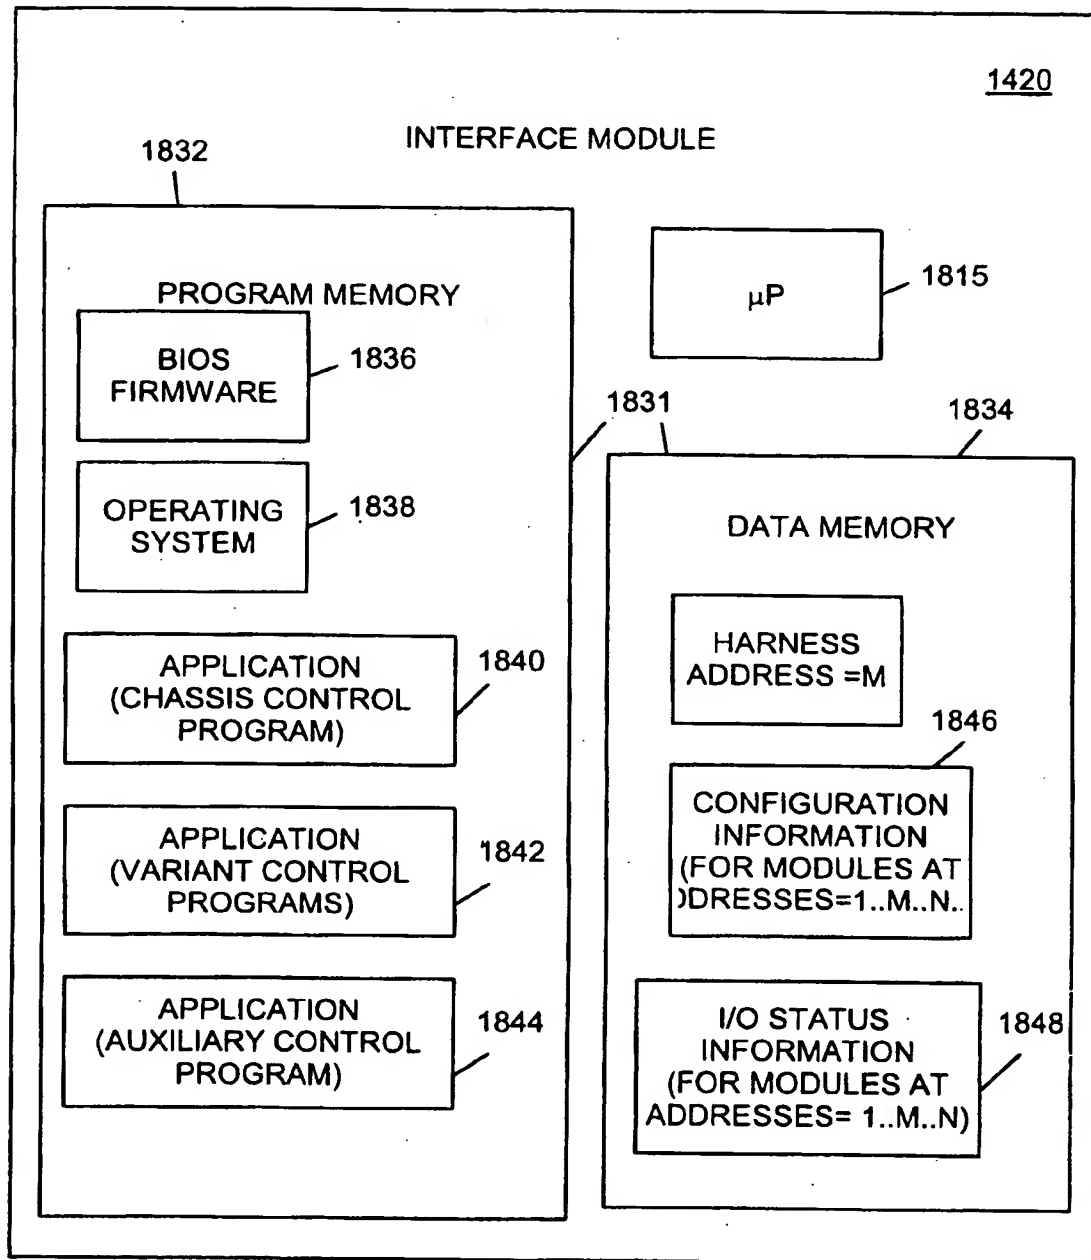 1420
INTERFACE MODULE
1832
PROGRAM MEMORY
BIOS
FIRMWARE
1836
OPERATING
SYSTEM
1838
APPLICATION
(CHASSIS CONTROL
PROGRAM)
1840
APPLICATION
(VARIANT CONTROL
PROGRAMS)
1842
APPLICATION
(AUXILIARY CONTROL
PROGRAM)
1844
µP
1815
1831
1834
DATA MEMORY
HARNESS
ADDRESS =M
1846
CONFIGURATION
INFORMATION
(FOR MODULES AT
DDRESSES=1..M..N..
I/O STATUS
INFORMATION
(FOR MODULES AT
ADDRESSES= 1..M..N)
1848